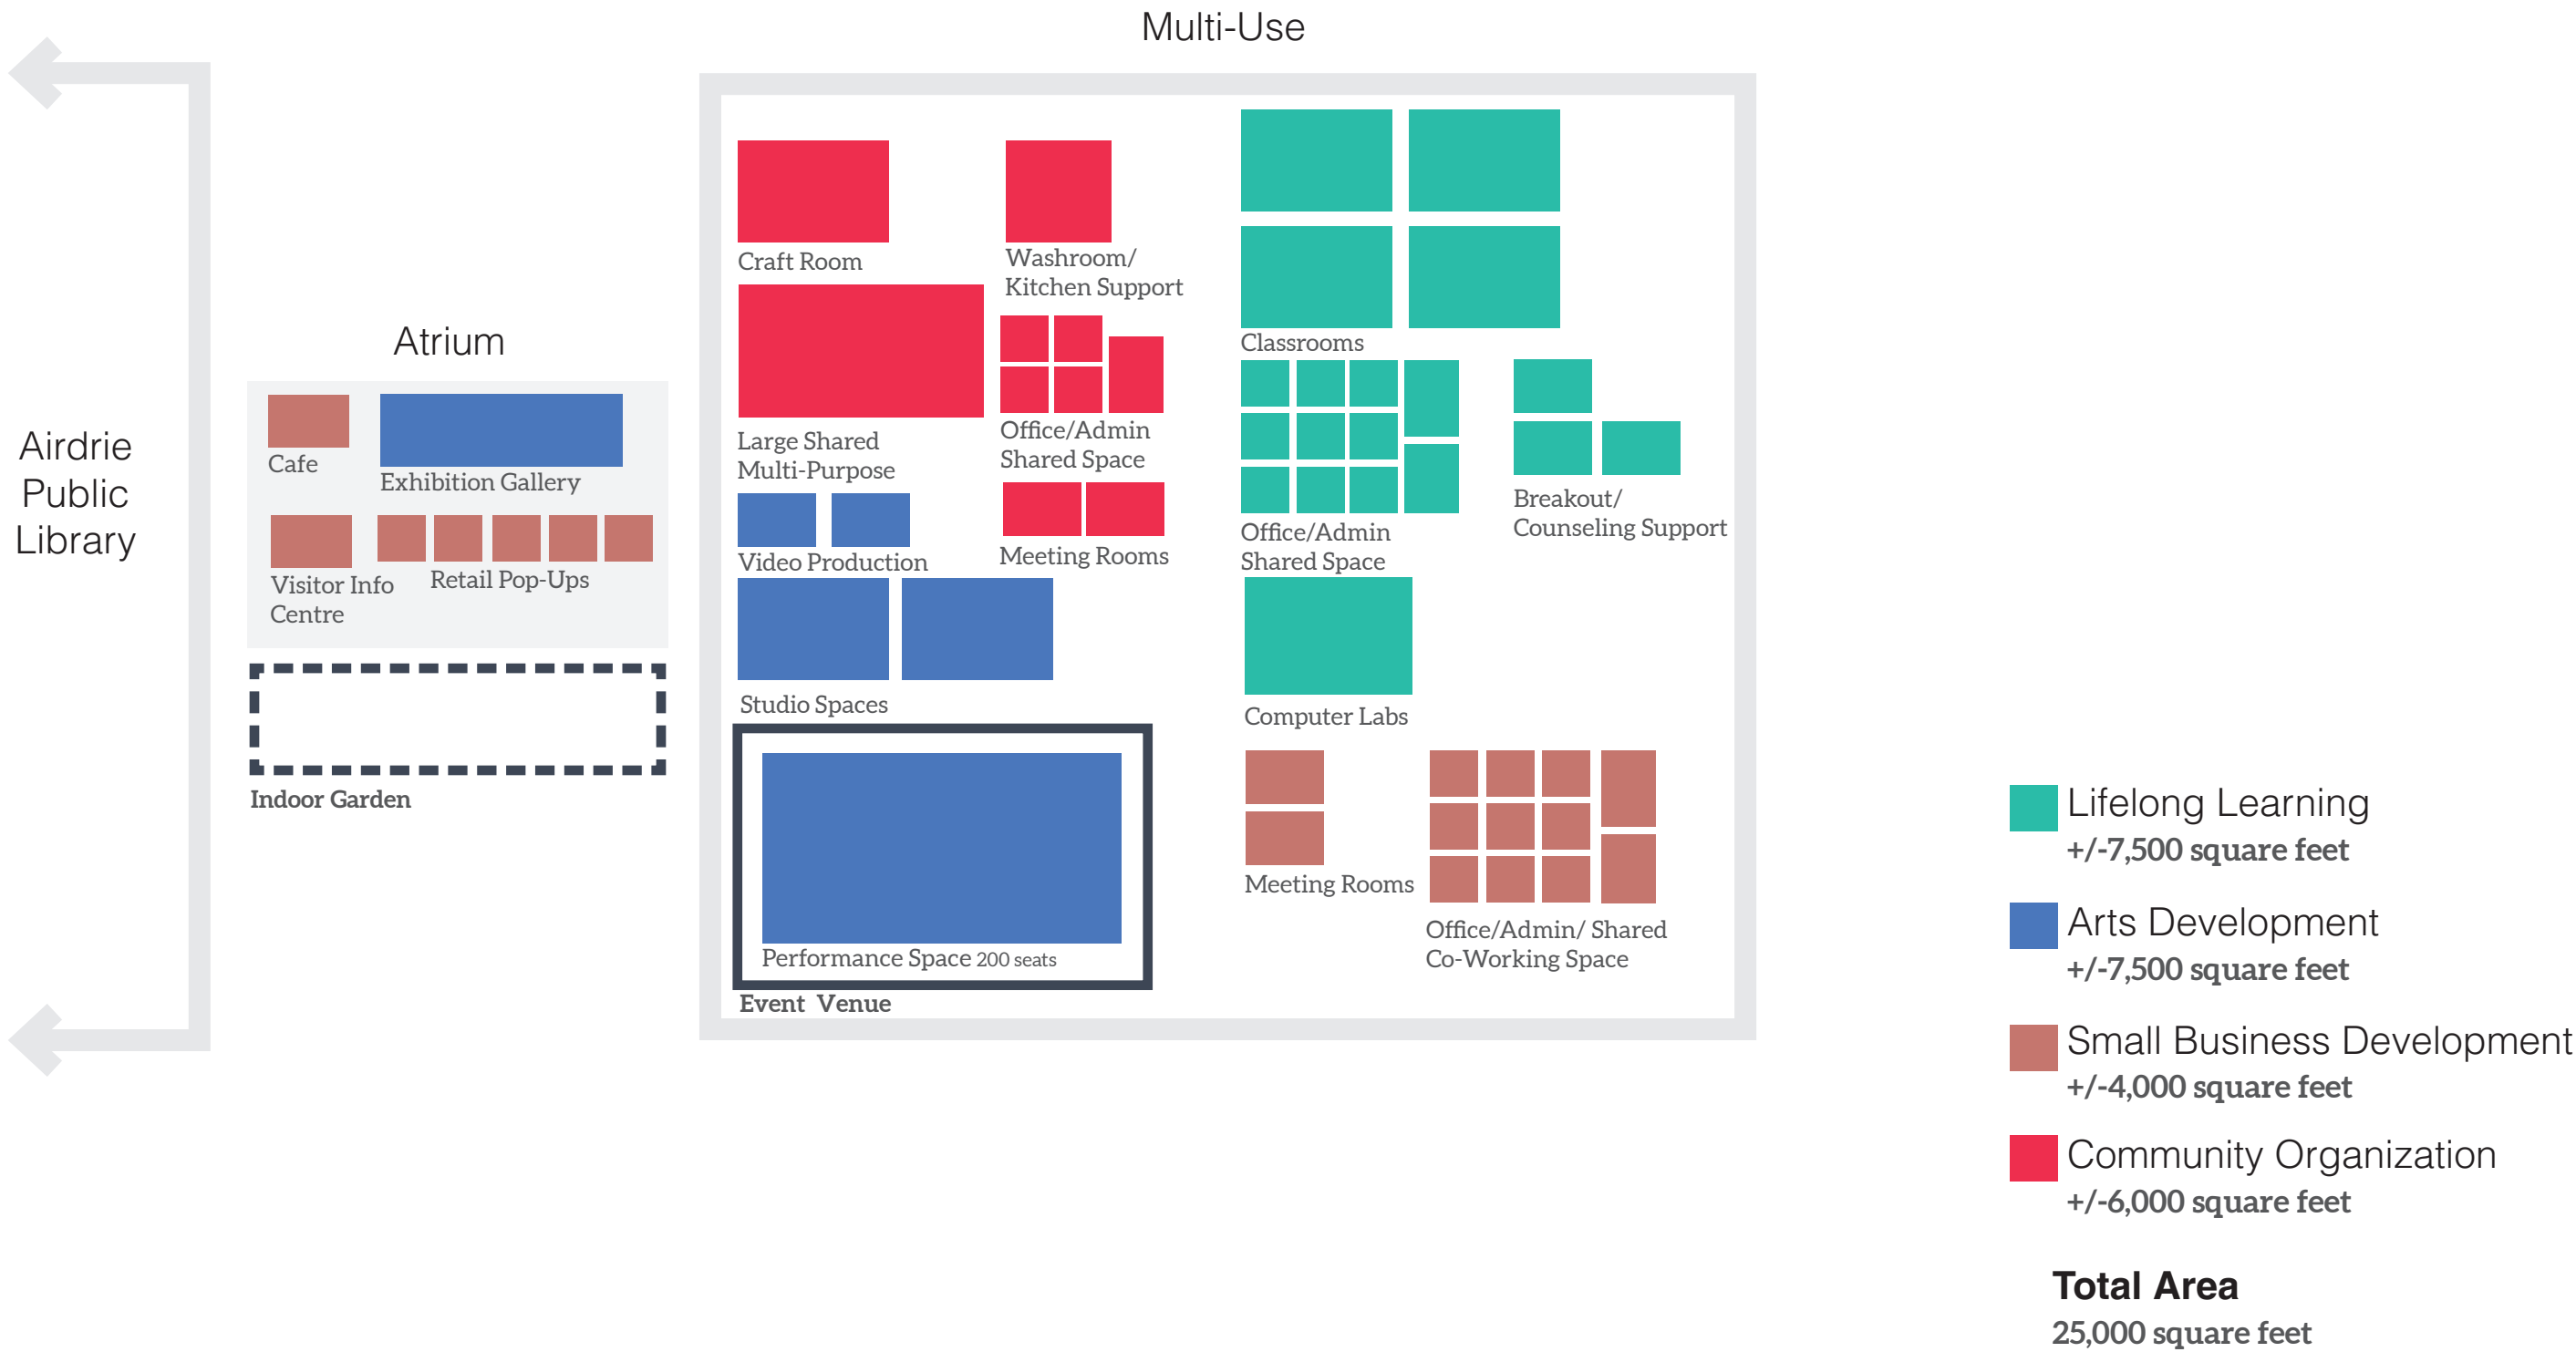 Multi-Use
Airdrie
Public
Library
Atrium
Cafe
Exhibition Gallery
Visitor Info
Centre
Retail Pop-Ups
Indoor Garden
Craft Room
Washroom/
Kitchen Support
Large Shared
Multi-Purpose
Office/Admin
Shared Space
Video Production
Meeting Rooms
Studio Spaces
Performance Space 200 seats
Event Venue
Classrooms
Office/Admin
Shared Space
Breakout/
Counseling Support
Computer Labs
Meeting Rooms
Office/Admin/ Shared
Co-Working Space
Lifelong Learning
+/-7,500 square feet
Arts Development
+/-7,500 square feet
Small Business Development
+/-4,000 square feet
Community Organization
+/-6,000 square feet
Total Area
25,000 square feet